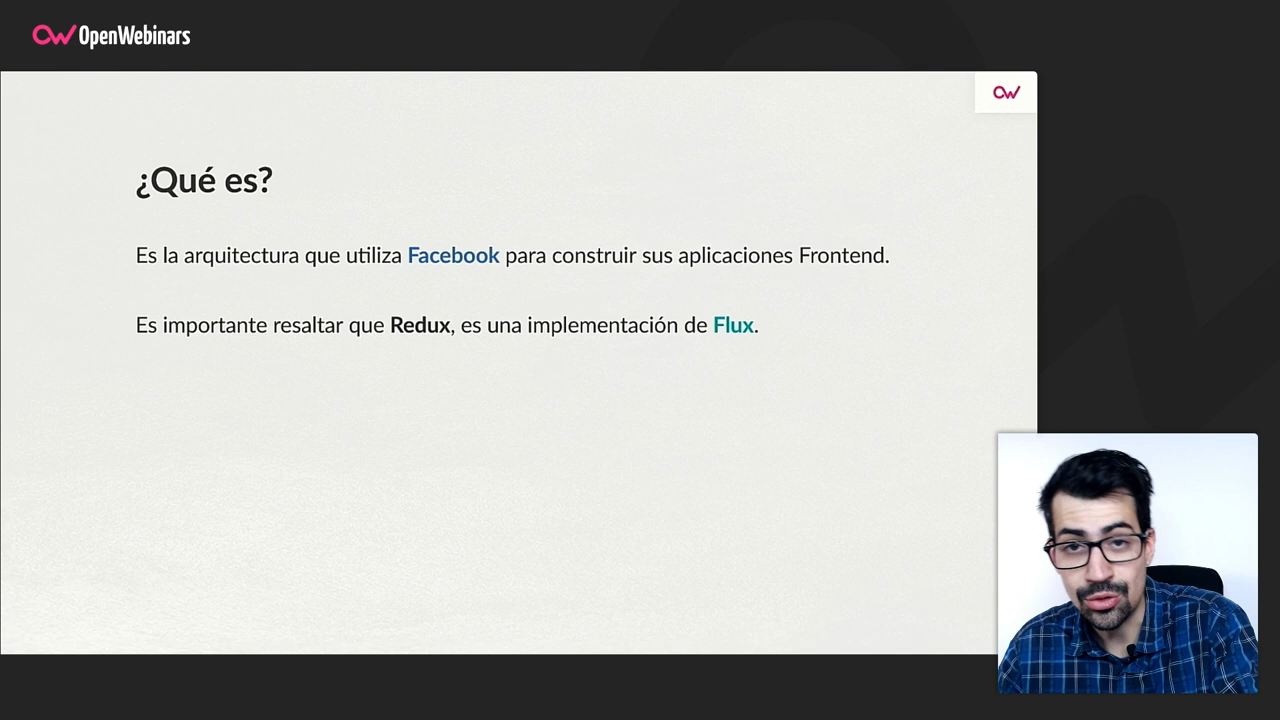 OpenWebinars
¿Qué es?
Es la arquitectura que utiliza Facebook para construir sus aplicaciones Frontend.
Es importante resaltar que Redux, es una implementación de Flux.